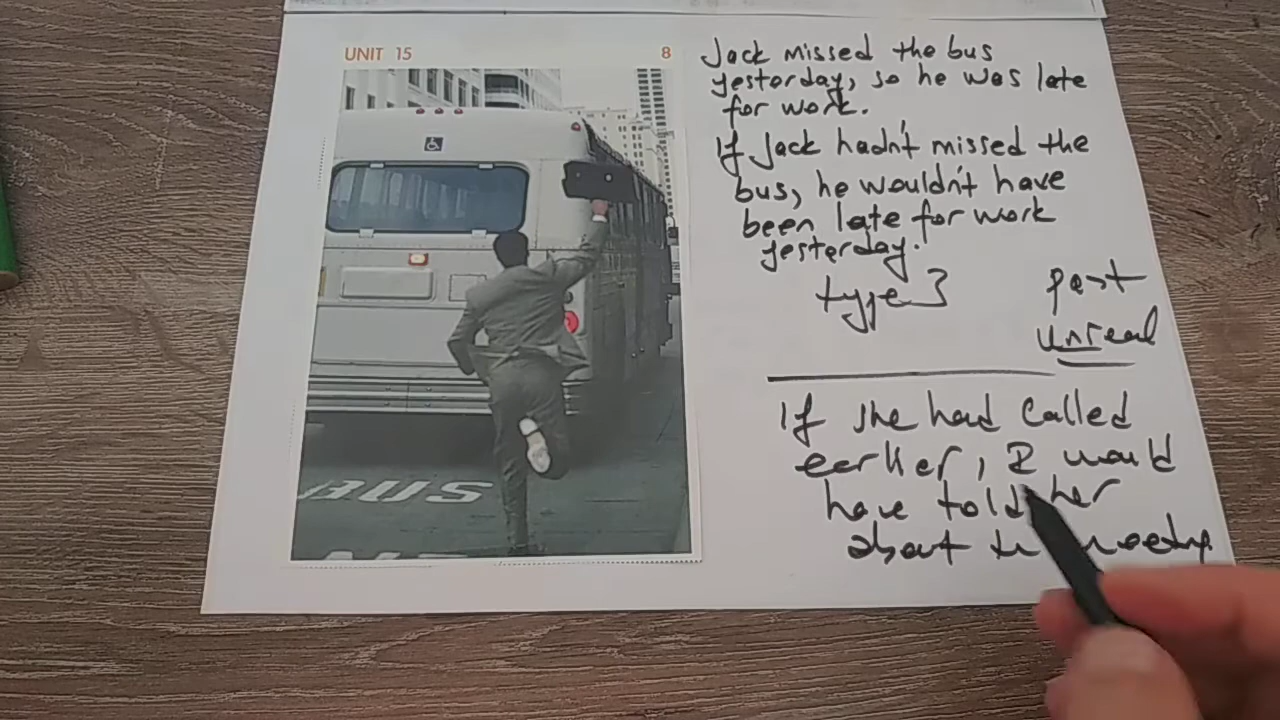 UNIT 15 8
BUS
Jack missed the bus
yesterday, so he was late
for work.
If Jack hadn't missed the
bus, he wouldn't have
been late for work
yesterday.
type 3
past
unreal
If she had called
earlier, I would
have told her
about